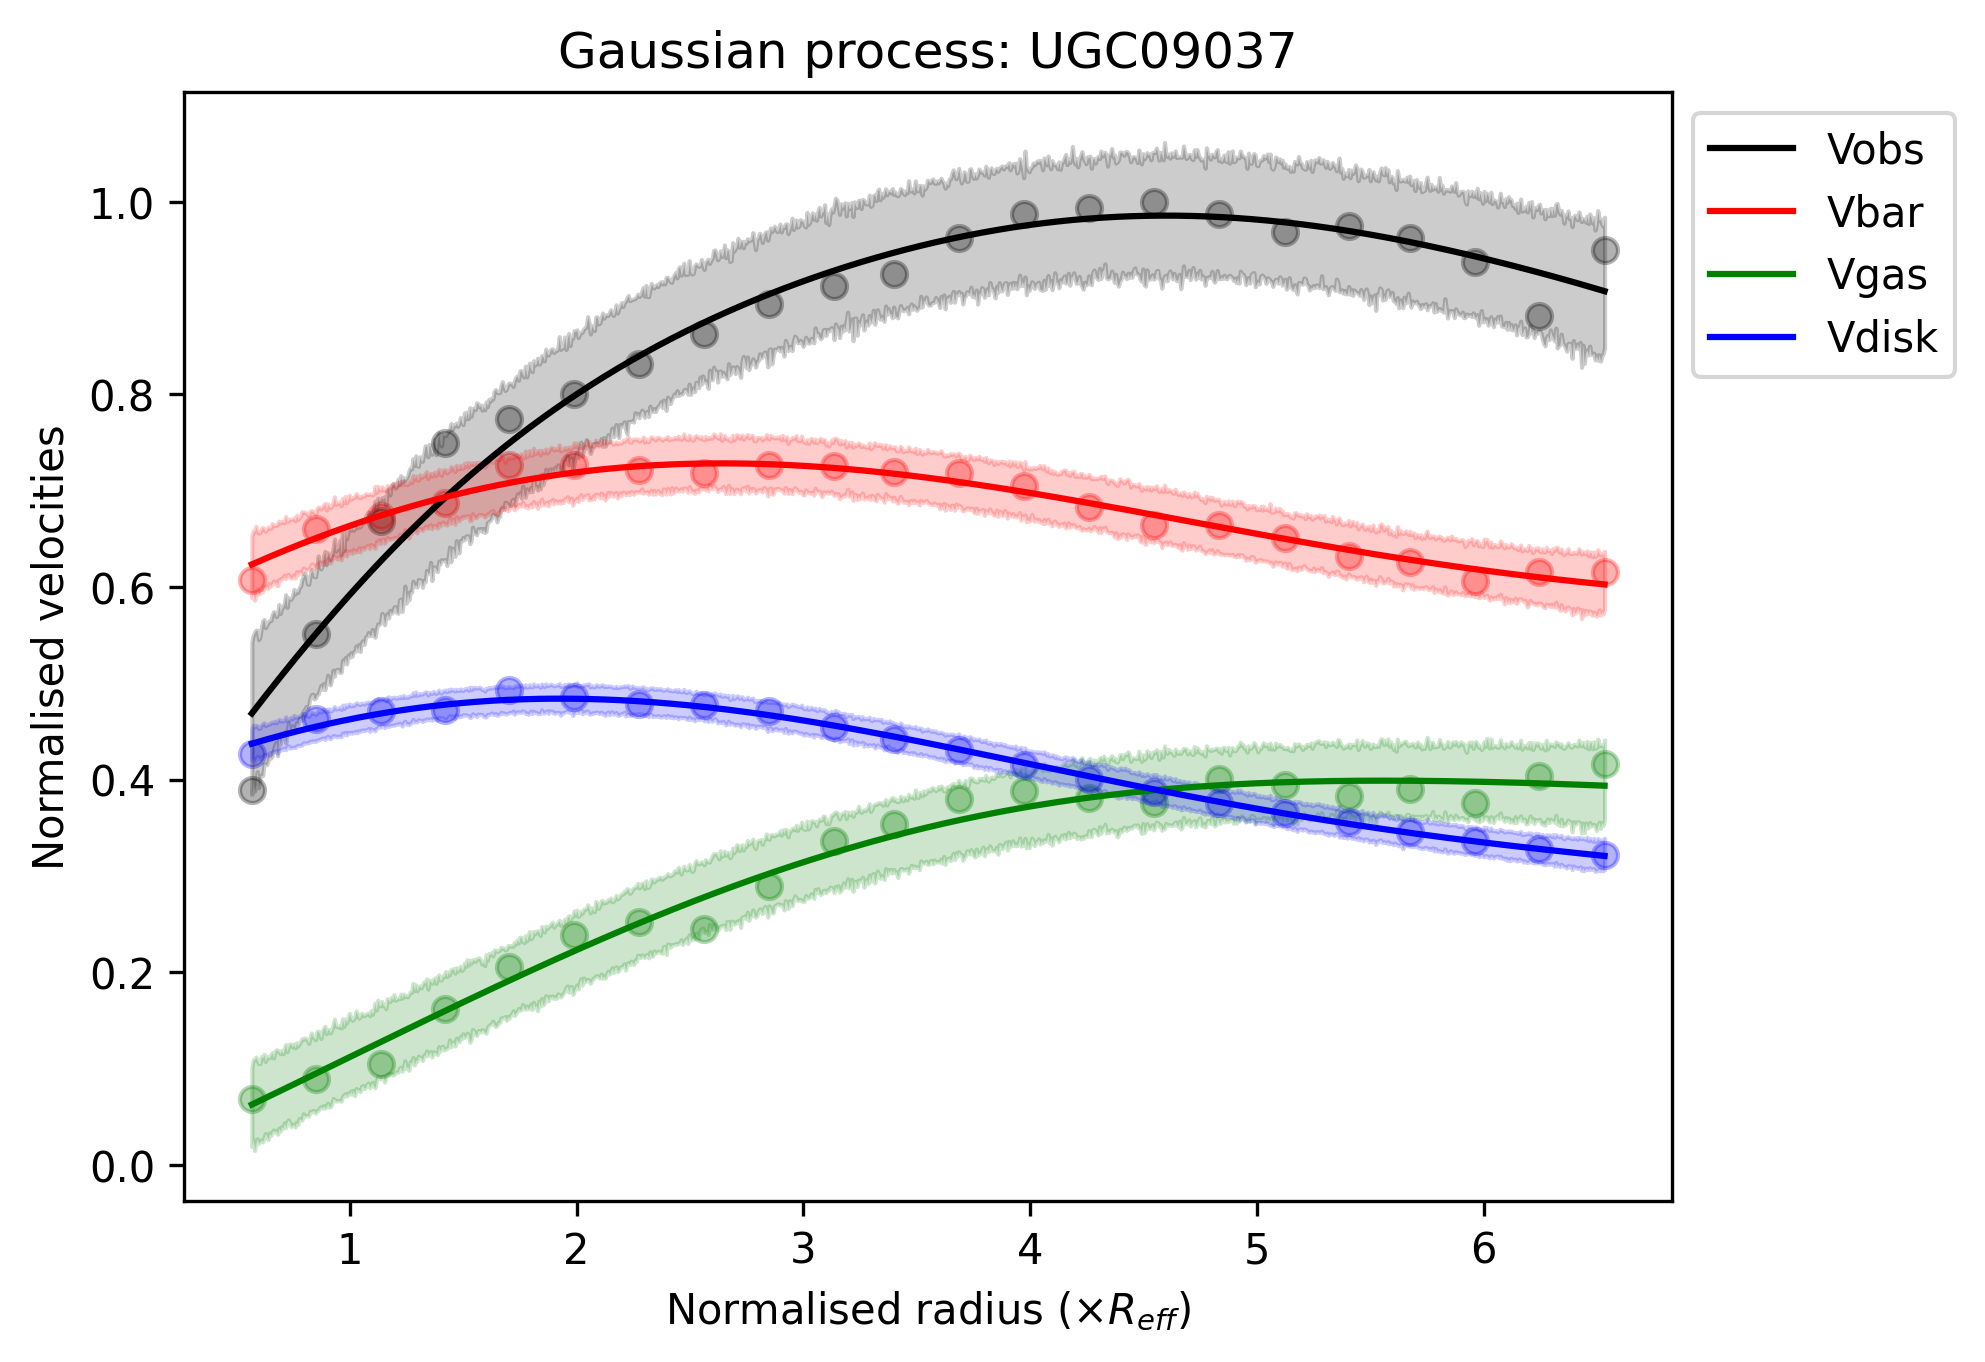 Gaussian process: UGC09037
Vobs
Vbar
Vgas
Vdisk
Normalised velocities
1.0
0.8
0.6
0.4
0.2
0.0
1 2 3 4 5 6
Normalised radius (×R_eff)